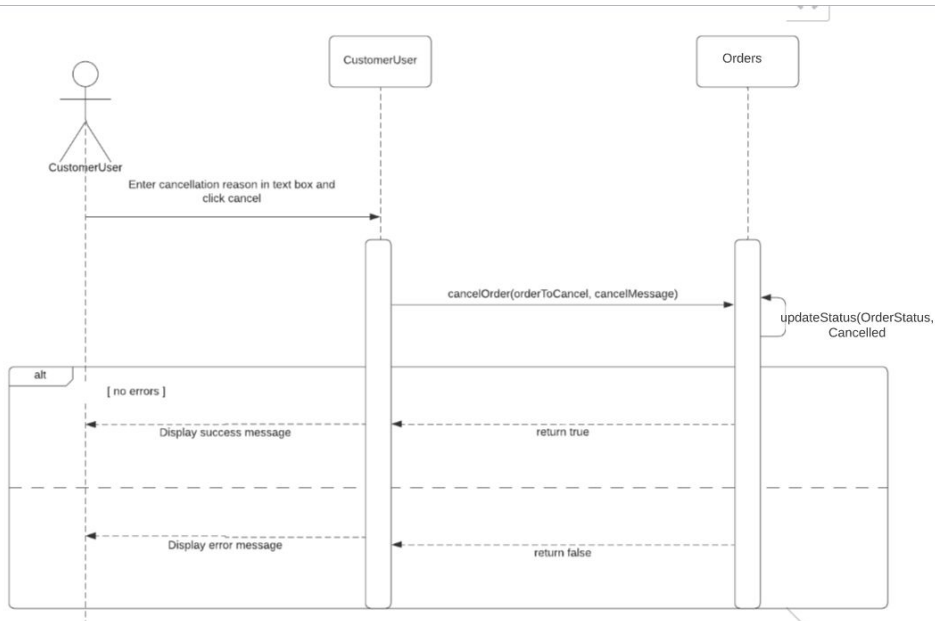 CustomerUser
Orders
CustomerUser
Enter cancellation reason in text box and
click cancel
cancelOrder(orderToCancel, cancelMessage)
updateStatus(OrderStatus,
Cancelled
alt
[ no errors ]
Display success message
return true
Display error message
return false